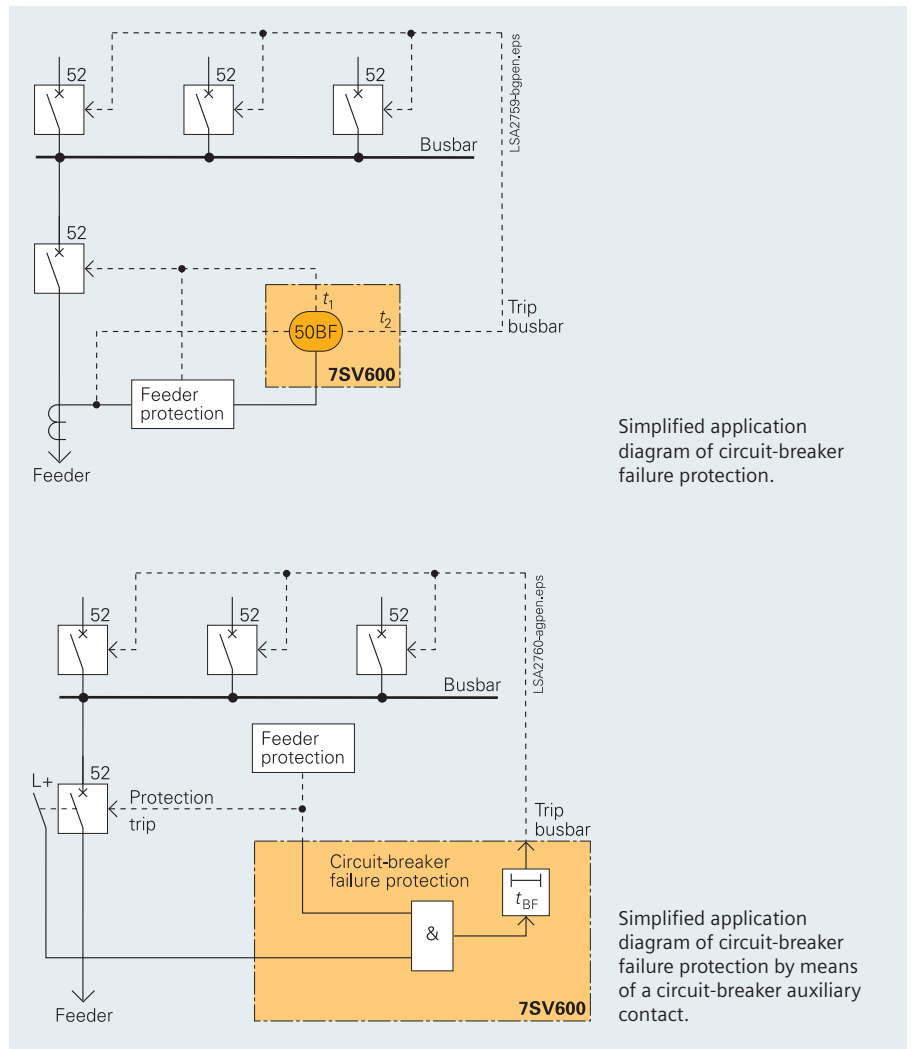 52
52
52
LSA2759-bgpen.eps
Busbar
52
t1
Trip
busbar
50BF
t2
7SV600
Feeder
protection
Feeder
Simplified application
diagram of circuit-breaker
failure protection.
52
52
52
LSA2760-agpen.eps
Busbar
Feeder
protection
L+
52
Protection
trip
Trip
busbar
Circuit-breaker
failure protection
tBF
&
7SV600
Feeder
Simplified application
diagram of circuit-breaker
failure protection by means
of a circuit-breaker auxiliary
contact.